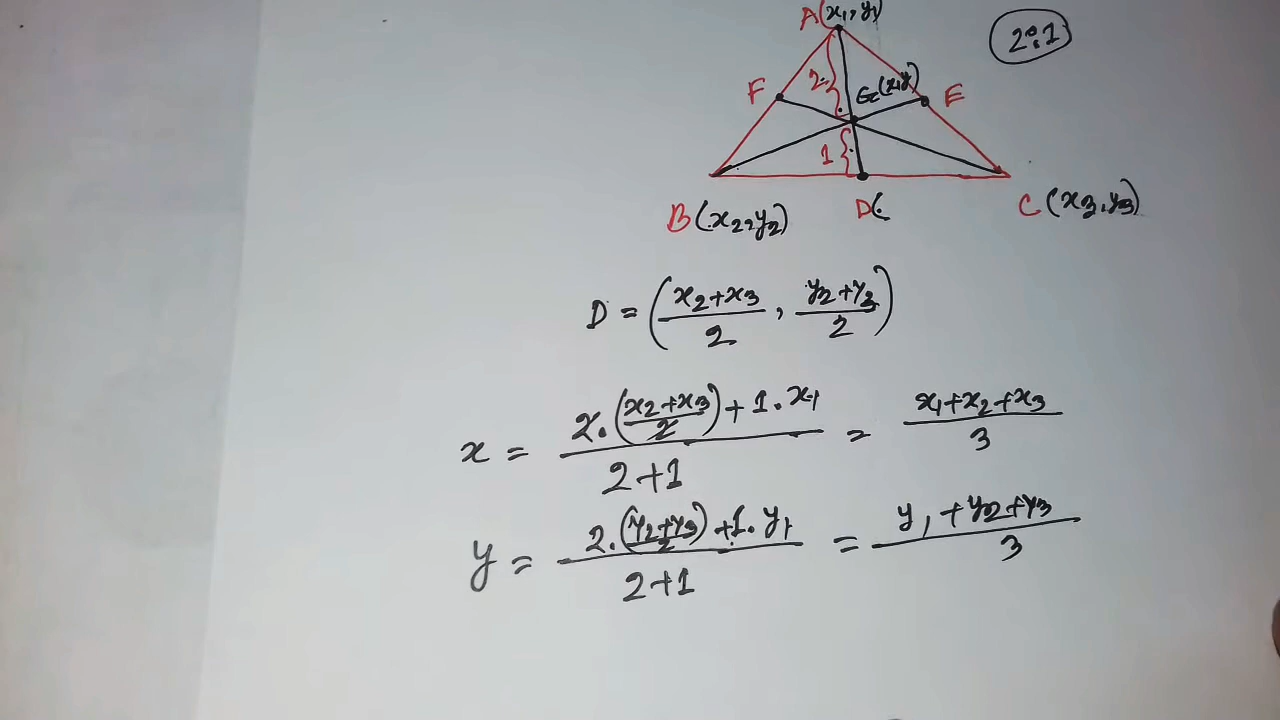 A(x₁,y₁)
2:1
F
2
G(x,y)
E
1
B(x₂,y₂)
D(
C(x₃,y₃)
D = ((x₂+x₃)/2, (y₂+y₃)/2)
x = (2.((x₂+x₃)/2)+1.x₁)/(2+1) = (x₁+x₂+x₃)/3
y = (2.((y₂+y₃)/2)+1.y₁)/(2+1) = (y₁+y₂+y₃)/3